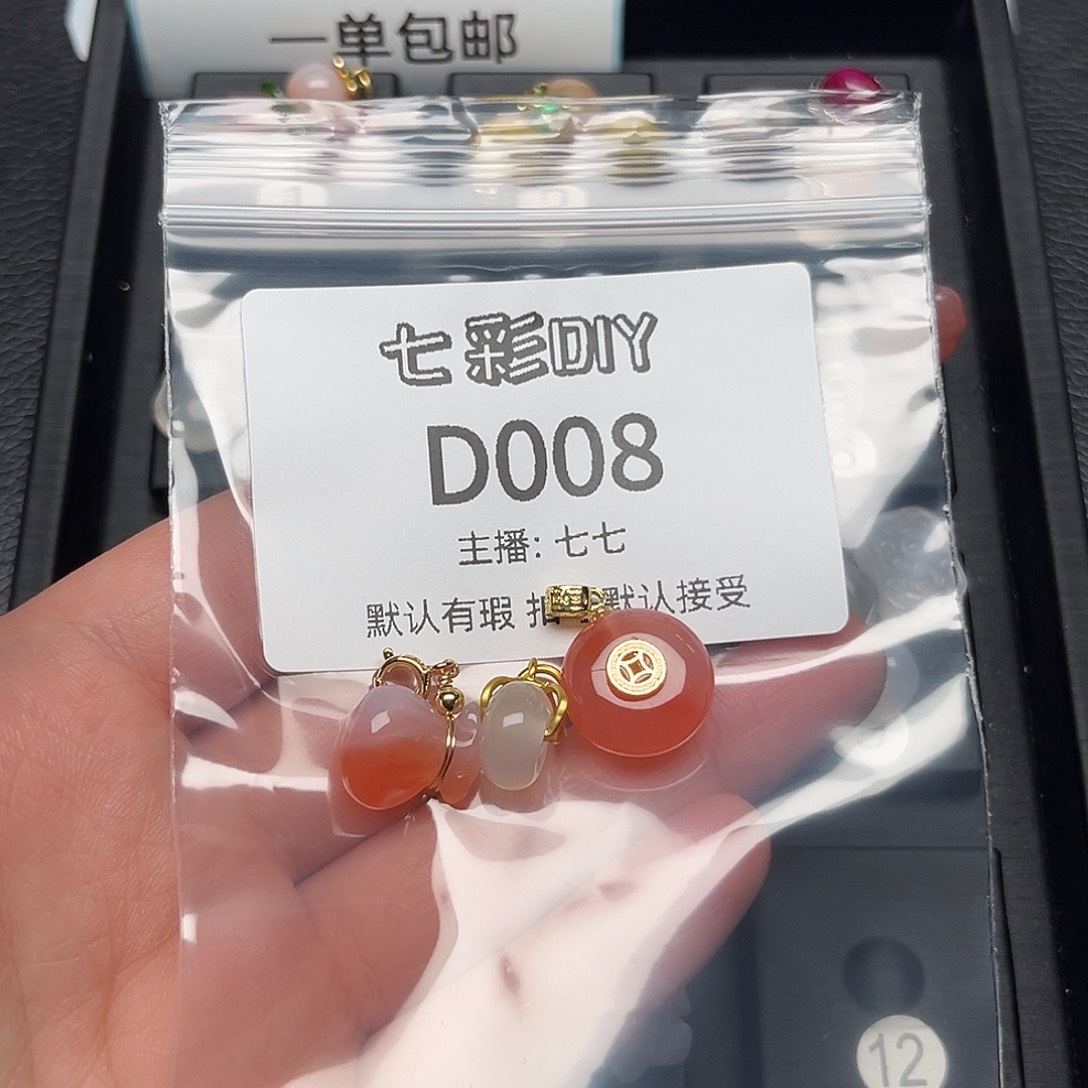 一单包邮
七彩DIY
D008
主播：七七
默认有瑕 拍 默认接受
12